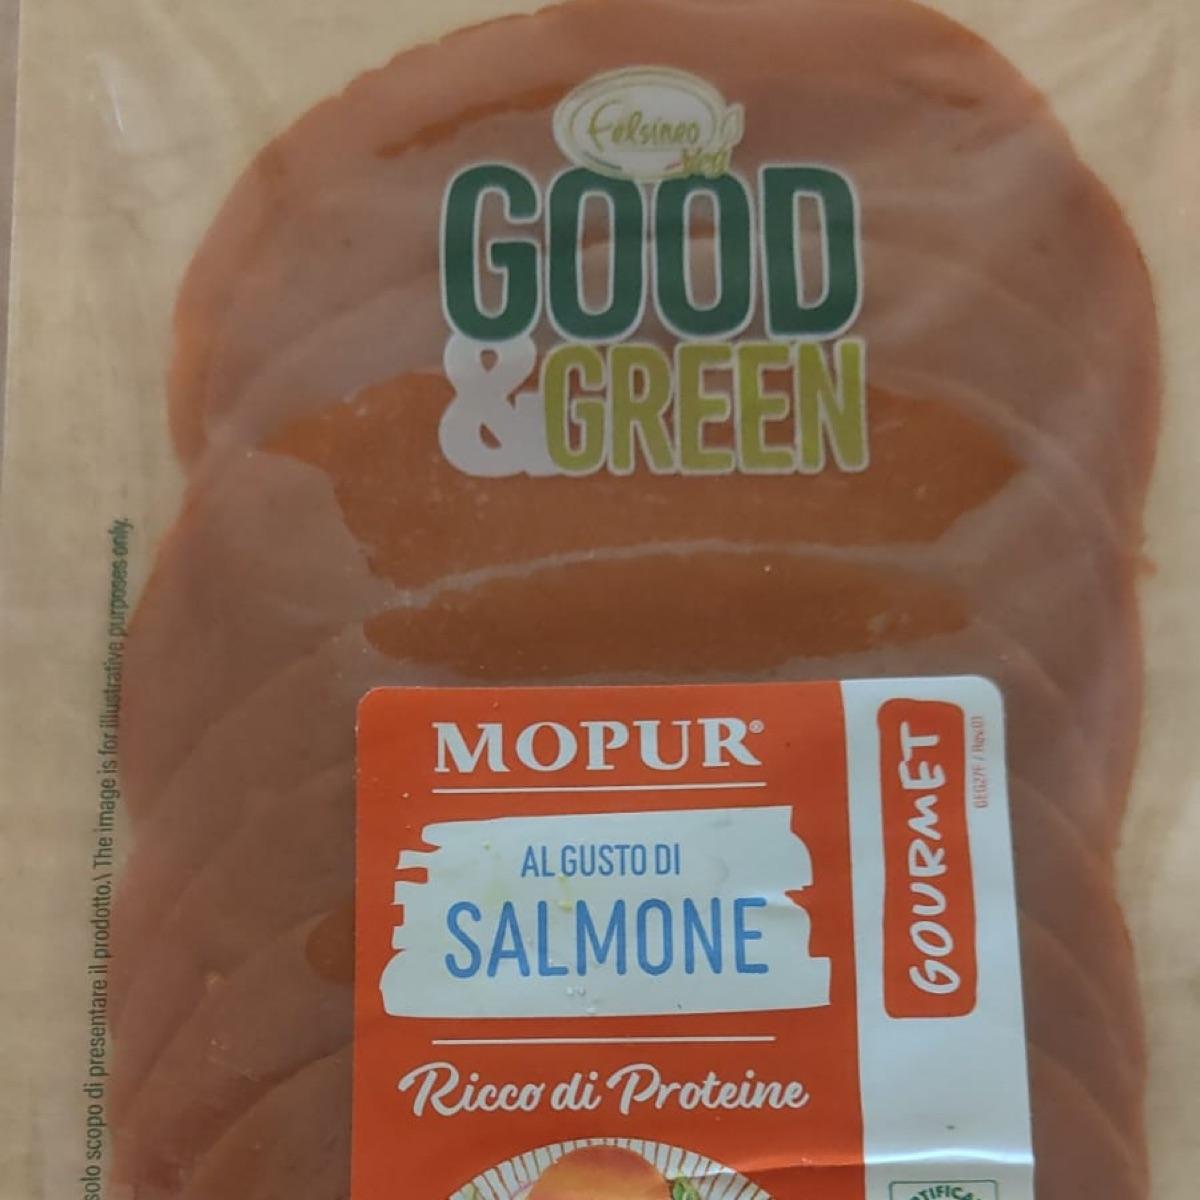 Felsineo
veg
GOOD
&GREEN
MOPUR®
AL GUSTO DI
SALMONE
Ricco di Proteine
GOURMET
solo scopo di presentare il prodotto.\ The image is for illustrative purposes only.